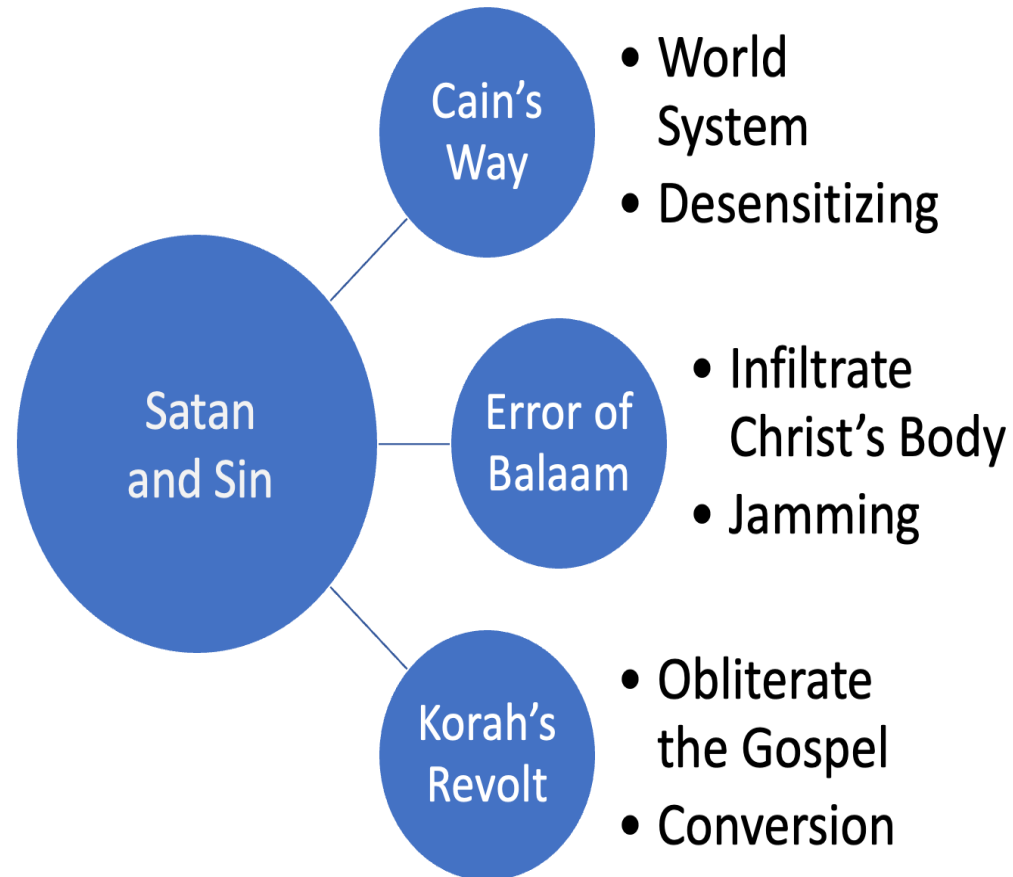 Satan
and Sin
Cain’s
Way
• World
System
• Desensitizing
Error of
Balaam
• Infiltrate
Christ’s Body
• Jamming
Korah’s
Revolt
• Obliterate
the Gospel
• Conversion